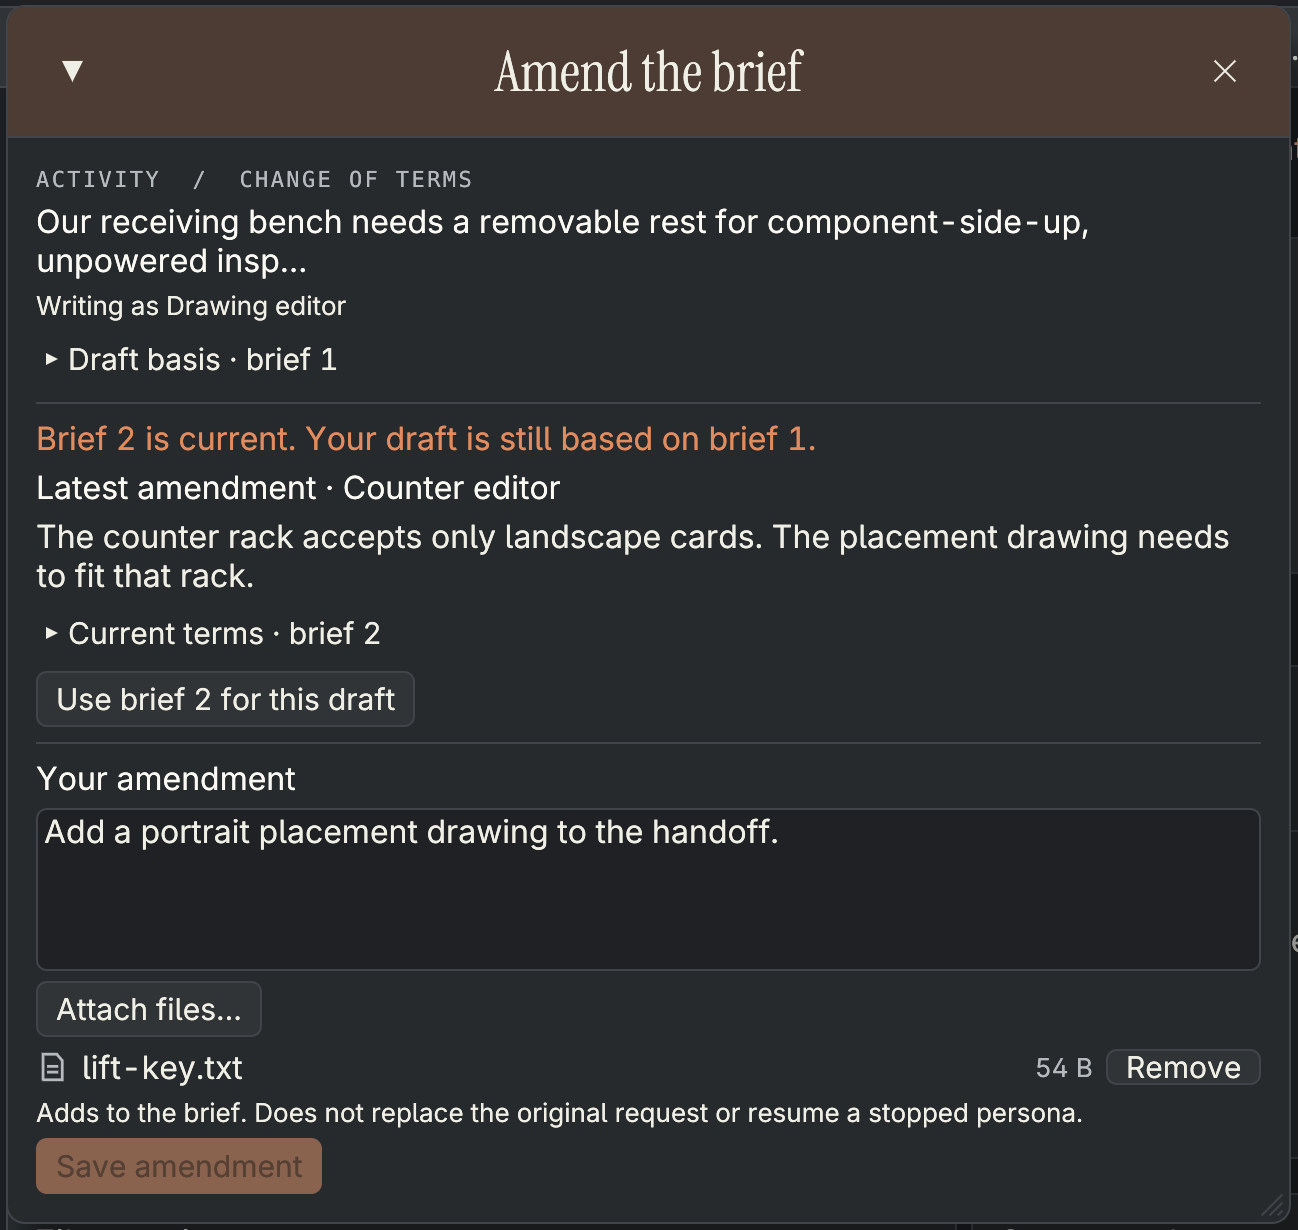 Amend the brief
ACTIVITY / CHANGE OF TERMS
Our receiving bench needs a removable rest for component-side-up,
unpowered insp...
Writing as Drawing editor
Draft basis · brief 1
Brief 2 is current. Your draft is still based on brief 1.
Latest amendment · Counter editor
The counter rack accepts only landscape cards. The placement drawing needs
to fit that rack.
Current terms · brief 2
Use brief 2 for this draft
Your amendment
Add a portrait placement drawing to the handoff.
Attach files...
lift-key.txt 54 B Remove
Adds to the brief. Does not replace the original request or resume a stopped persona.
Save amendment